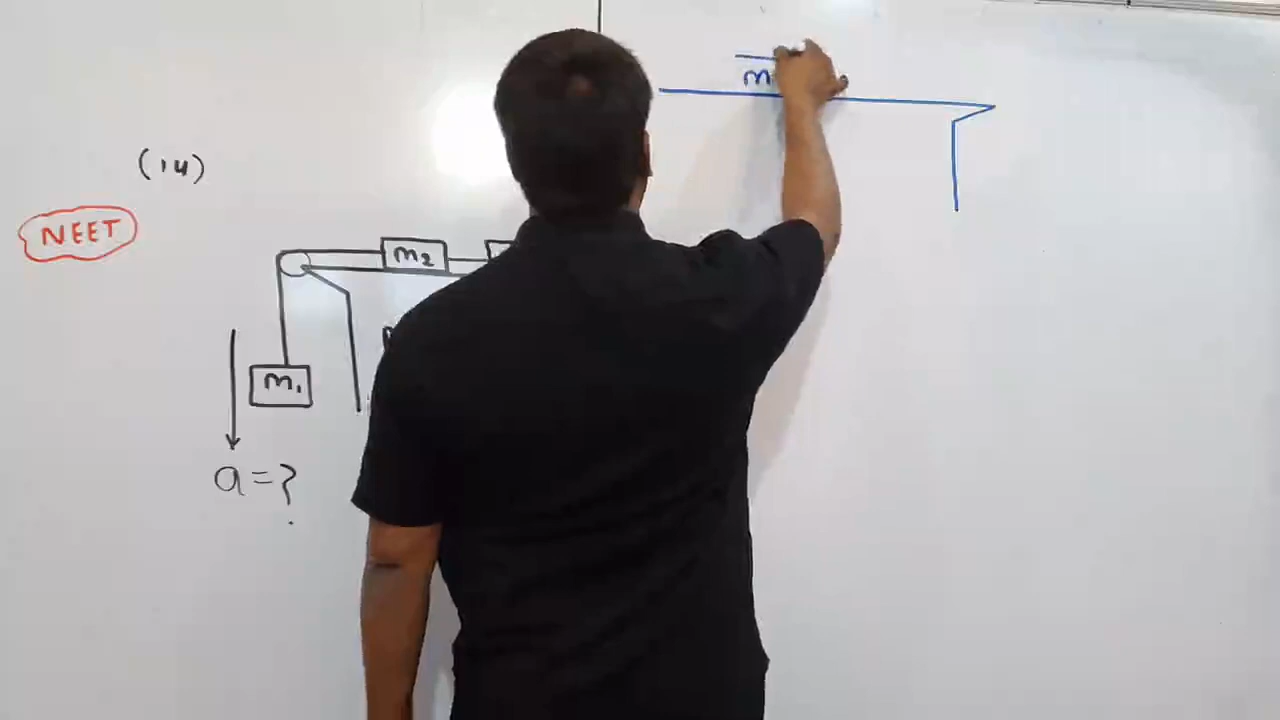 (14)
NEET
m₂
m₁
a = ?
m